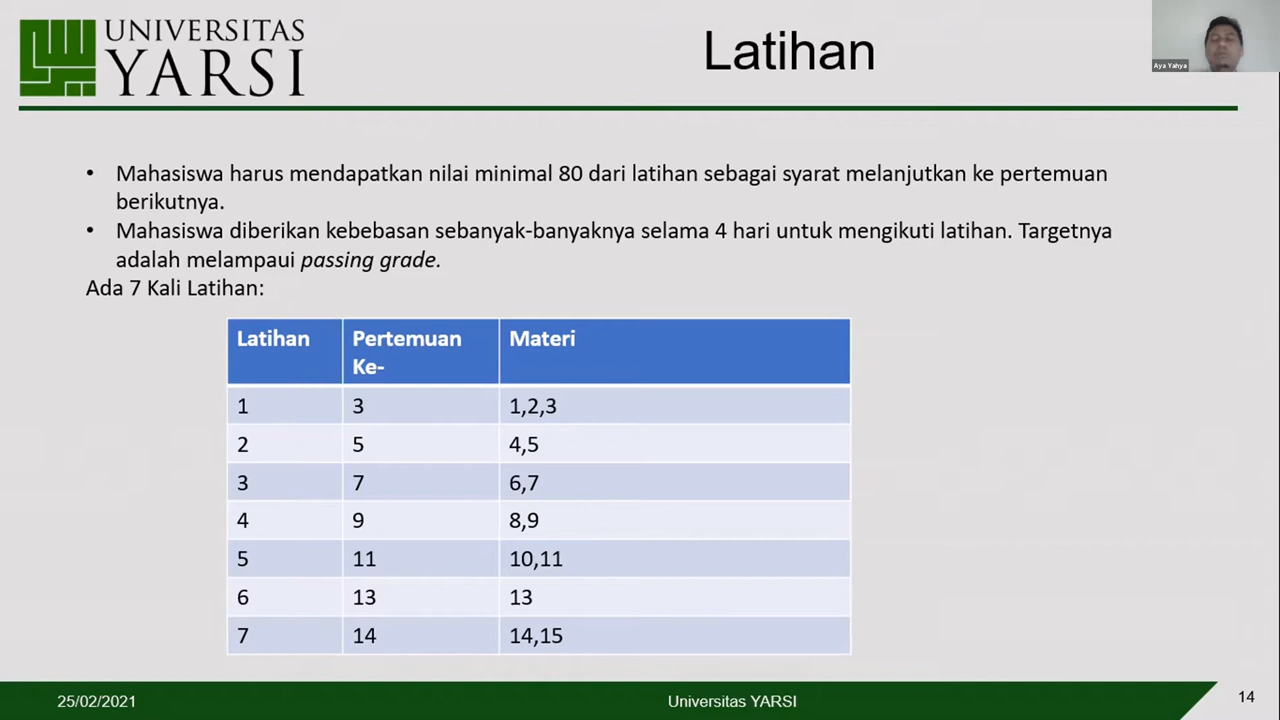 UNIVERSITAS
YARSI
Latihan
Aya Yahya
• Mahasiswa harus mendapatkan nilai minimal 80 dari latihan sebagai syarat melanjutkan ke pertemuan
berikutnya.
• Mahasiswa diberikan kebebasan sebanyak-banyaknya selama 4 hari untuk mengikuti latihan. Targetnya
adalah melampaui passing grade.
Ada 7 Kali Latihan:
Latihan Pertemuan Ke- Materi
1 3 1,2,3
2 5 4,5
3 7 6,7
4 9 8,9
5 11 10,11
6 13 13
7 14 14,15
25/02/2021 Universitas YARSI 14